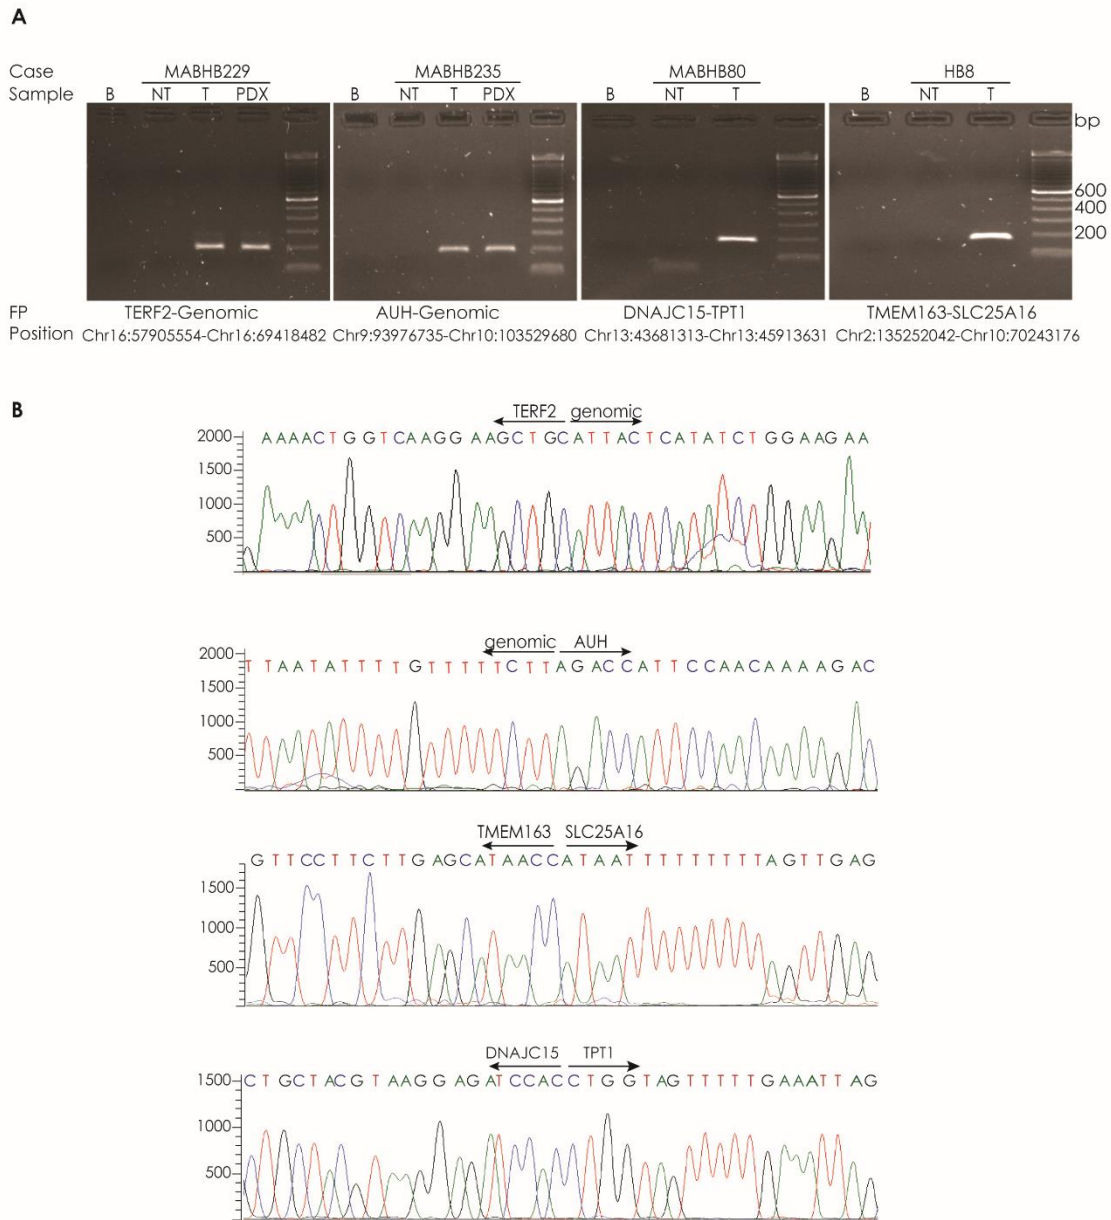 A
Case MABHB229 MABHB235 MABHB80 HB8
Sample B NT T PDX B NT T PDX B NT T B NT T
bp
600
400
200
FP TERF2-Genomic AUH-Genomic DNAJC15-TPT1 TMEM163-SLC25A16
Position Chr16:57905554-Chr16:69418482 Chr9:93976735-Chr10:103529680 Chr13:43681313-Chr13:45913631 Chr2:135252042-Chr10:70243176
B
TERF2 genomic
2000 AAAACTGGTCAAGGAAGCTGCATTACTCATATCTGGAAGAA
1500
1000
500
genomic AUH
2000 TTAATATTTTGTTTTTCTTAGACCATTCCAACAAAAGAC
1500
1000
500
TMEM163 SLC25A16
GTTCCTTCTTGAGCATAACCATAATTTTTTTTTAGTTGAG
1500
1000
500
DNAJC15 TPT1
1500 CTGCTACGTAAGGAGATCCACCTGGTAGTTTTTGAAATTAG
1000
500